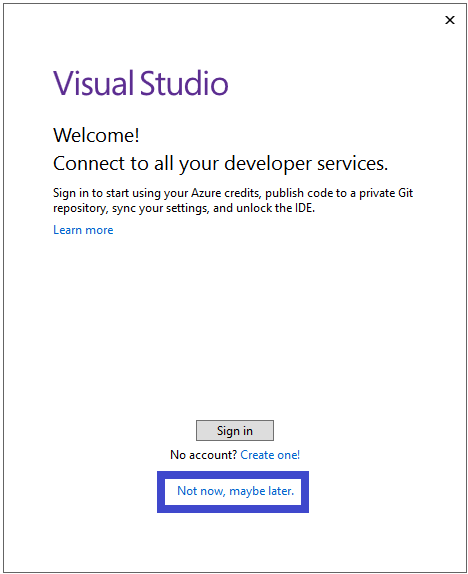 Visual Studio
Welcome!
Connect to all your developer services.
Sign in to start using your Azure credits, publish code to a private Git
repository, sync your settings, and unlock the IDE.
Learn more
Sign in
No account? Create one!
Not now, maybe later.